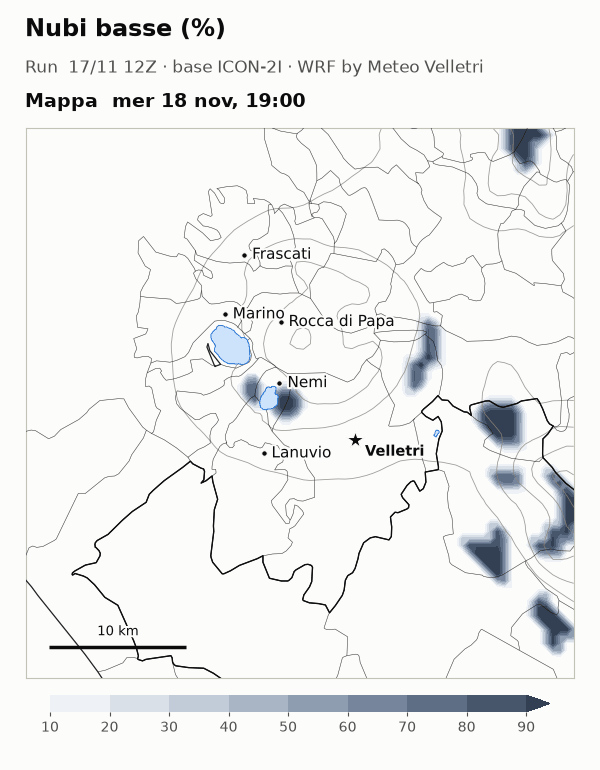 Nubi basse (%)
Run  17/11 12Z · base ICON-2I · WRF by Meteo Velletri
Mappa  mer 18 nov, 19:00
Frascati
Marino
Rocca di Papa
Nemi
Velletri
Lanuvio
10 km
10 20 30 40 50 60 70 80 90